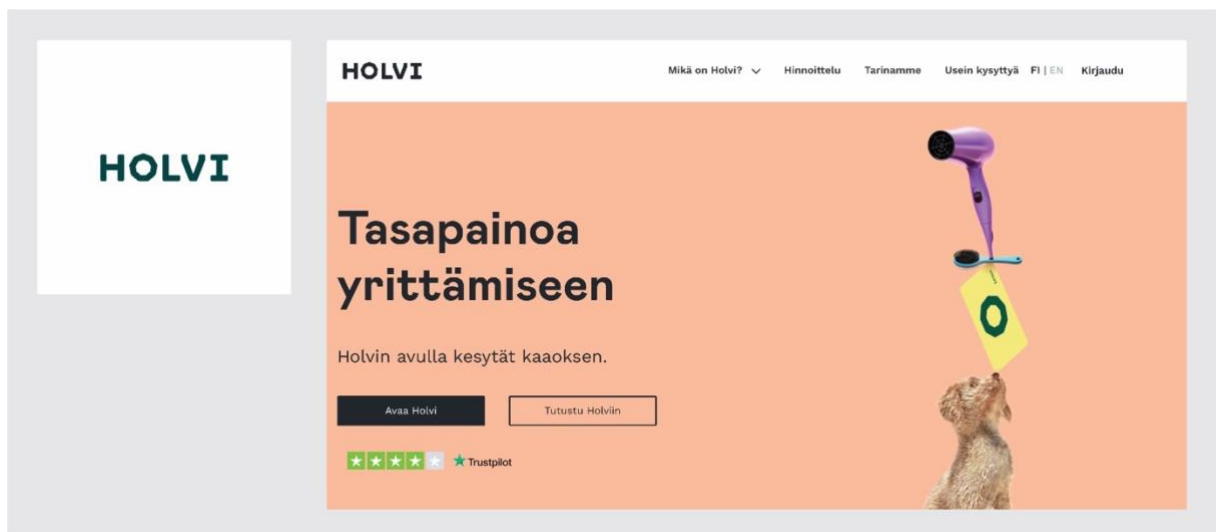 HOLVI
HOLVI
Mikä on Holvi? Hinnoittelu Tarinamme Usein kysyttyä FI | EN Kirjaudu
Tasapainoa
yrittämiseen
Holvin avulla kesytät kaaoksen.
Avaa Holvi Tutustu Holviin
Trustpilot